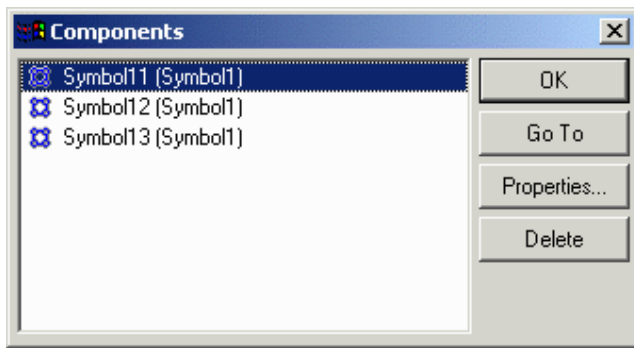 Components
Symbol11 (Symbol1)
Symbol12 (Symbol1)
Symbol13 (Symbol1)
OK
Go To
Properties...
Delete